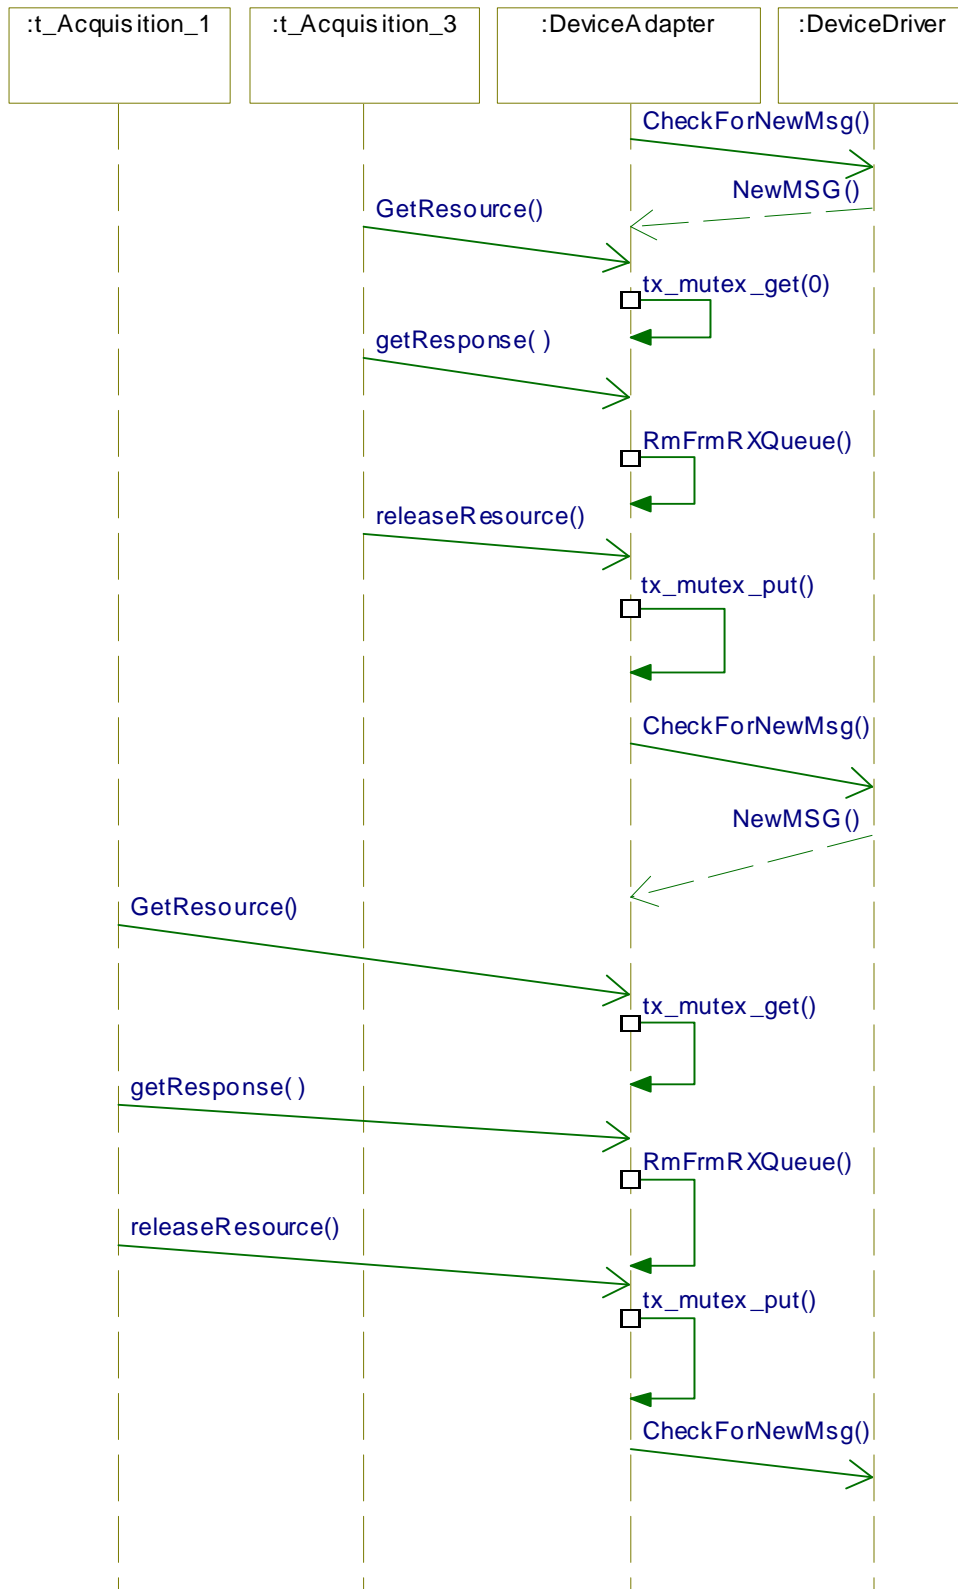 :t_Acquisition_1
:t_Acquisition_3
:DeviceAdapter
:DeviceDriver
CheckForNewMsg()
NewMSG()
GetResource()
tx_mutex_get(0)
getResponse( )
RmFrmRXQueue()
releaseResource()
tx_mutex_put()
CheckForNewMsg()
NewMSG()
GetResource()
tx_mutex_get()
getResponse( )
RmFrmRXQueue()
releaseResource()
tx_mutex_put()
CheckForNewMsg()